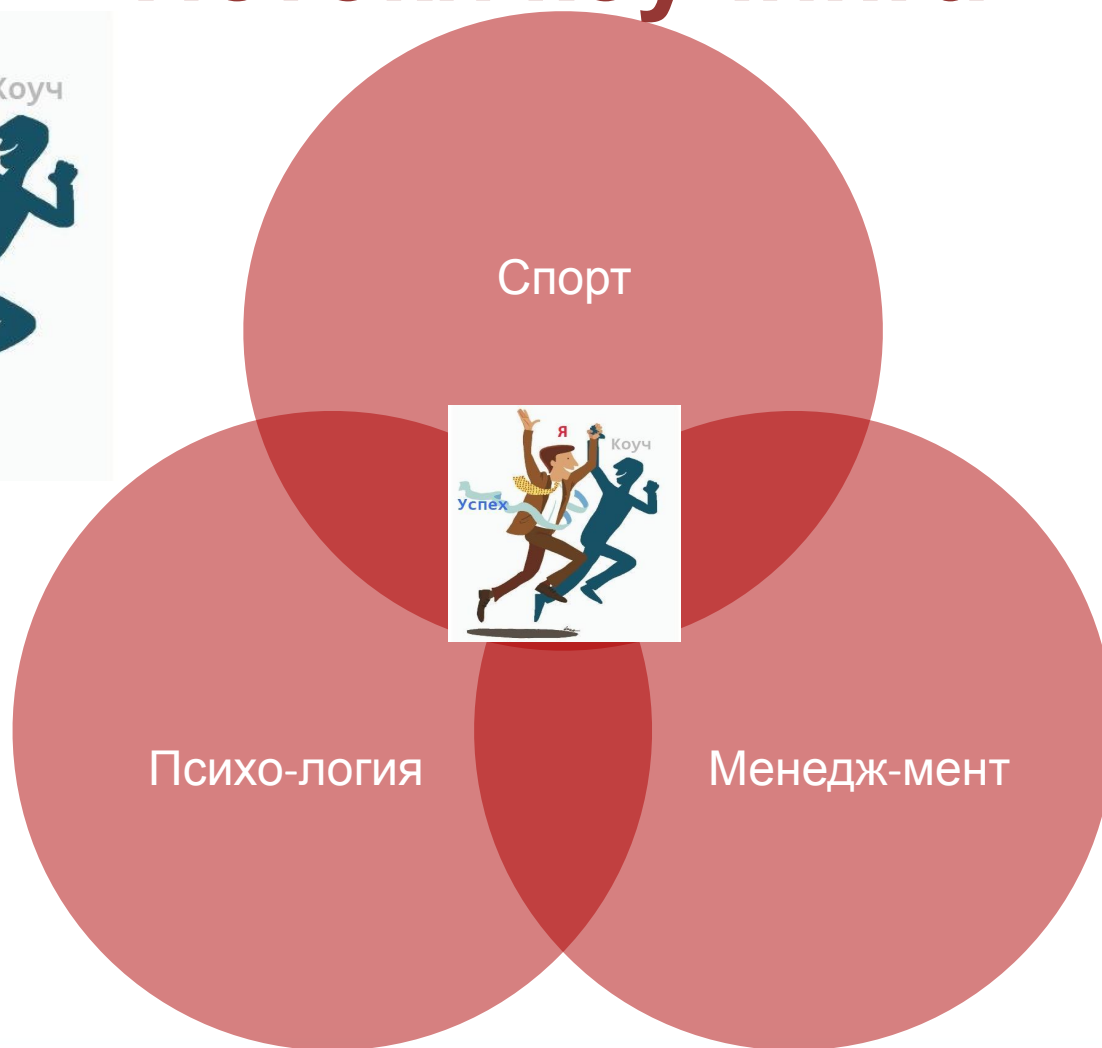 Коуч
Спорт
Я
Коуч
Успех
Психо-логия
Менедж-мент